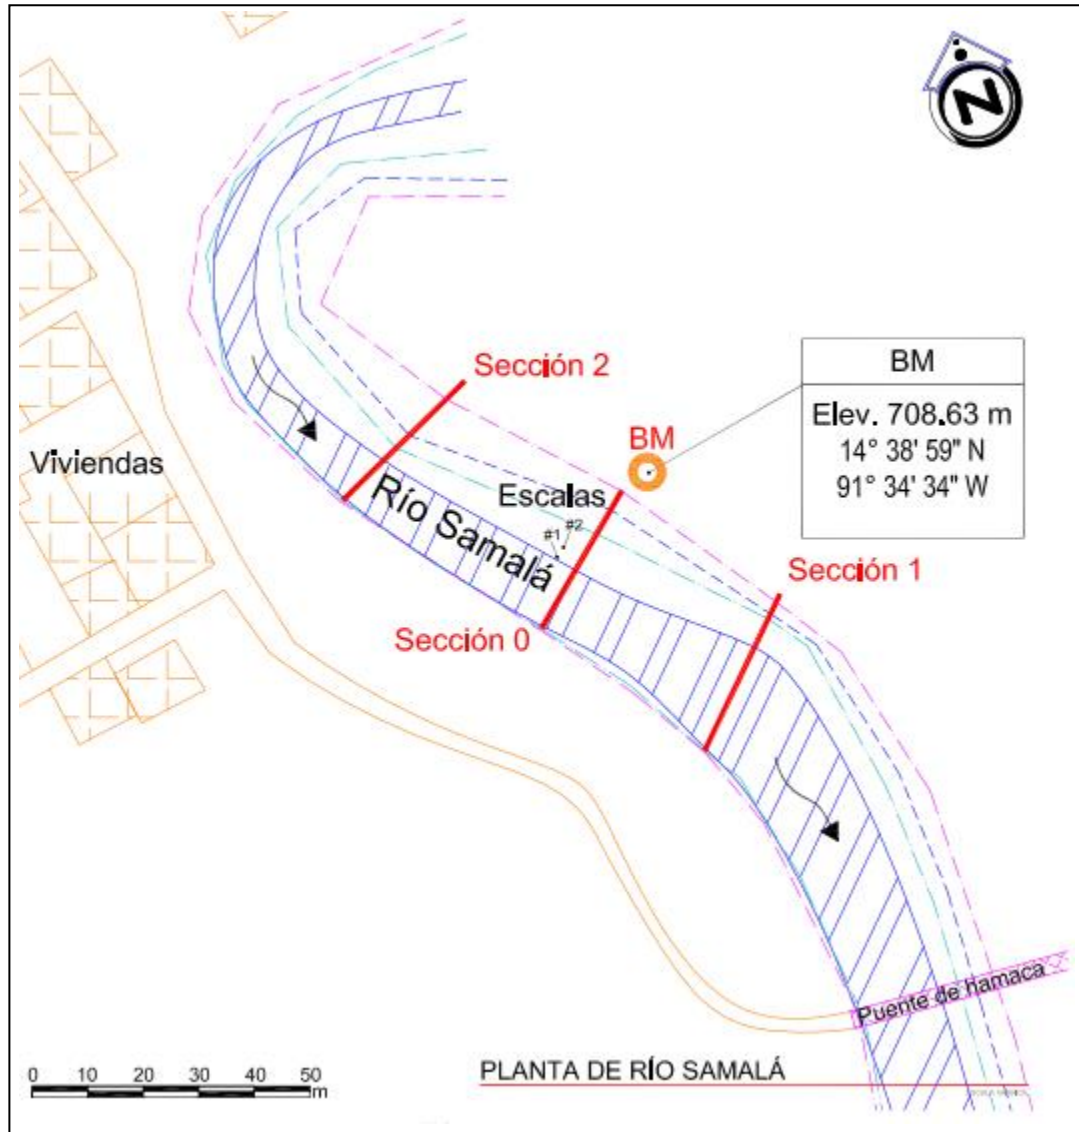 N
Sección 2
BM
BM
Elev. 708.63 m
14° 38' 59" N
91° 34' 34" W
Viviendas
Escalas
#1
#2
Río Samalá
Sección 1
Sección 0
Puente de hamaca
0 10 20 30 40 50
m
PLANTA DE RÍO SAMALÁ